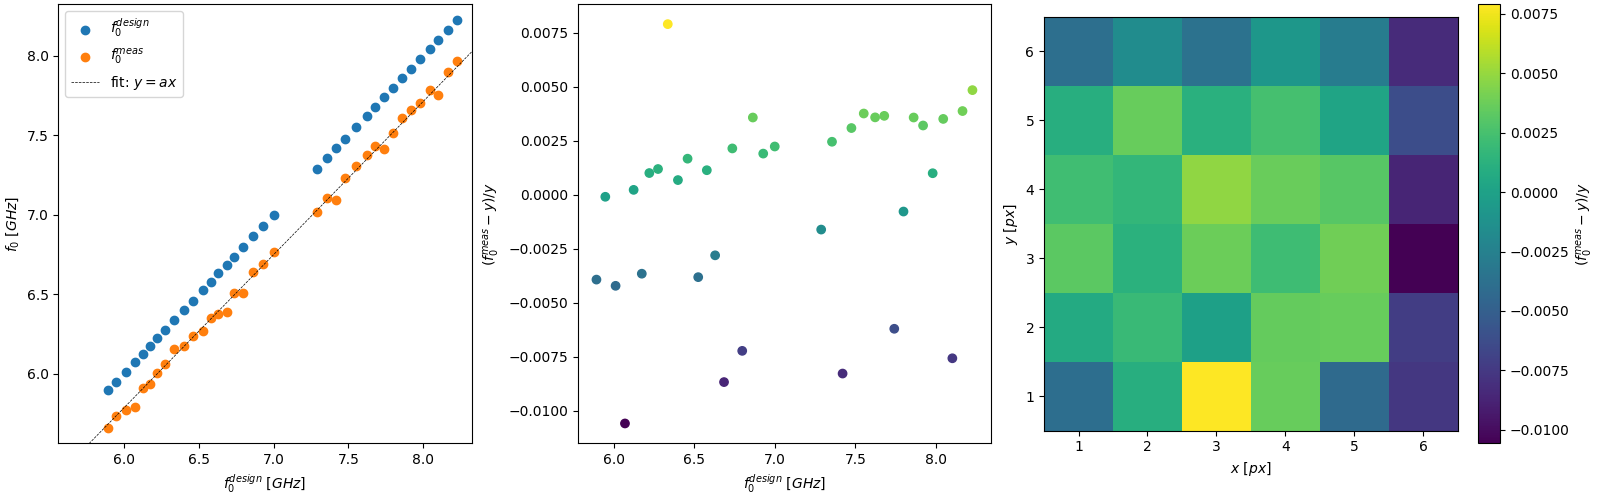 f₀^design
f₀^meas
fit: y = ax
8.0
7.5
7.0
6.5
6.0
f₀ [GHz]
6.0 6.5 7.0 7.5 8.0
f₀^design [GHz]
0.0075
0.0050
0.0025
0.0000
−0.0025
−0.0050
−0.0075
−0.0100
(f₀^meas − y)/y
6.0 6.5 7.0 7.5 8.0
f₀^design [GHz]
6
5
4
3
2
1
y [px]
1 2 3 4 5 6
x [px]
0.0075
0.0050
0.0025
0.0000
−0.0025
−0.0050
−0.0075
−0.0100
(f₀^meas − y)/y